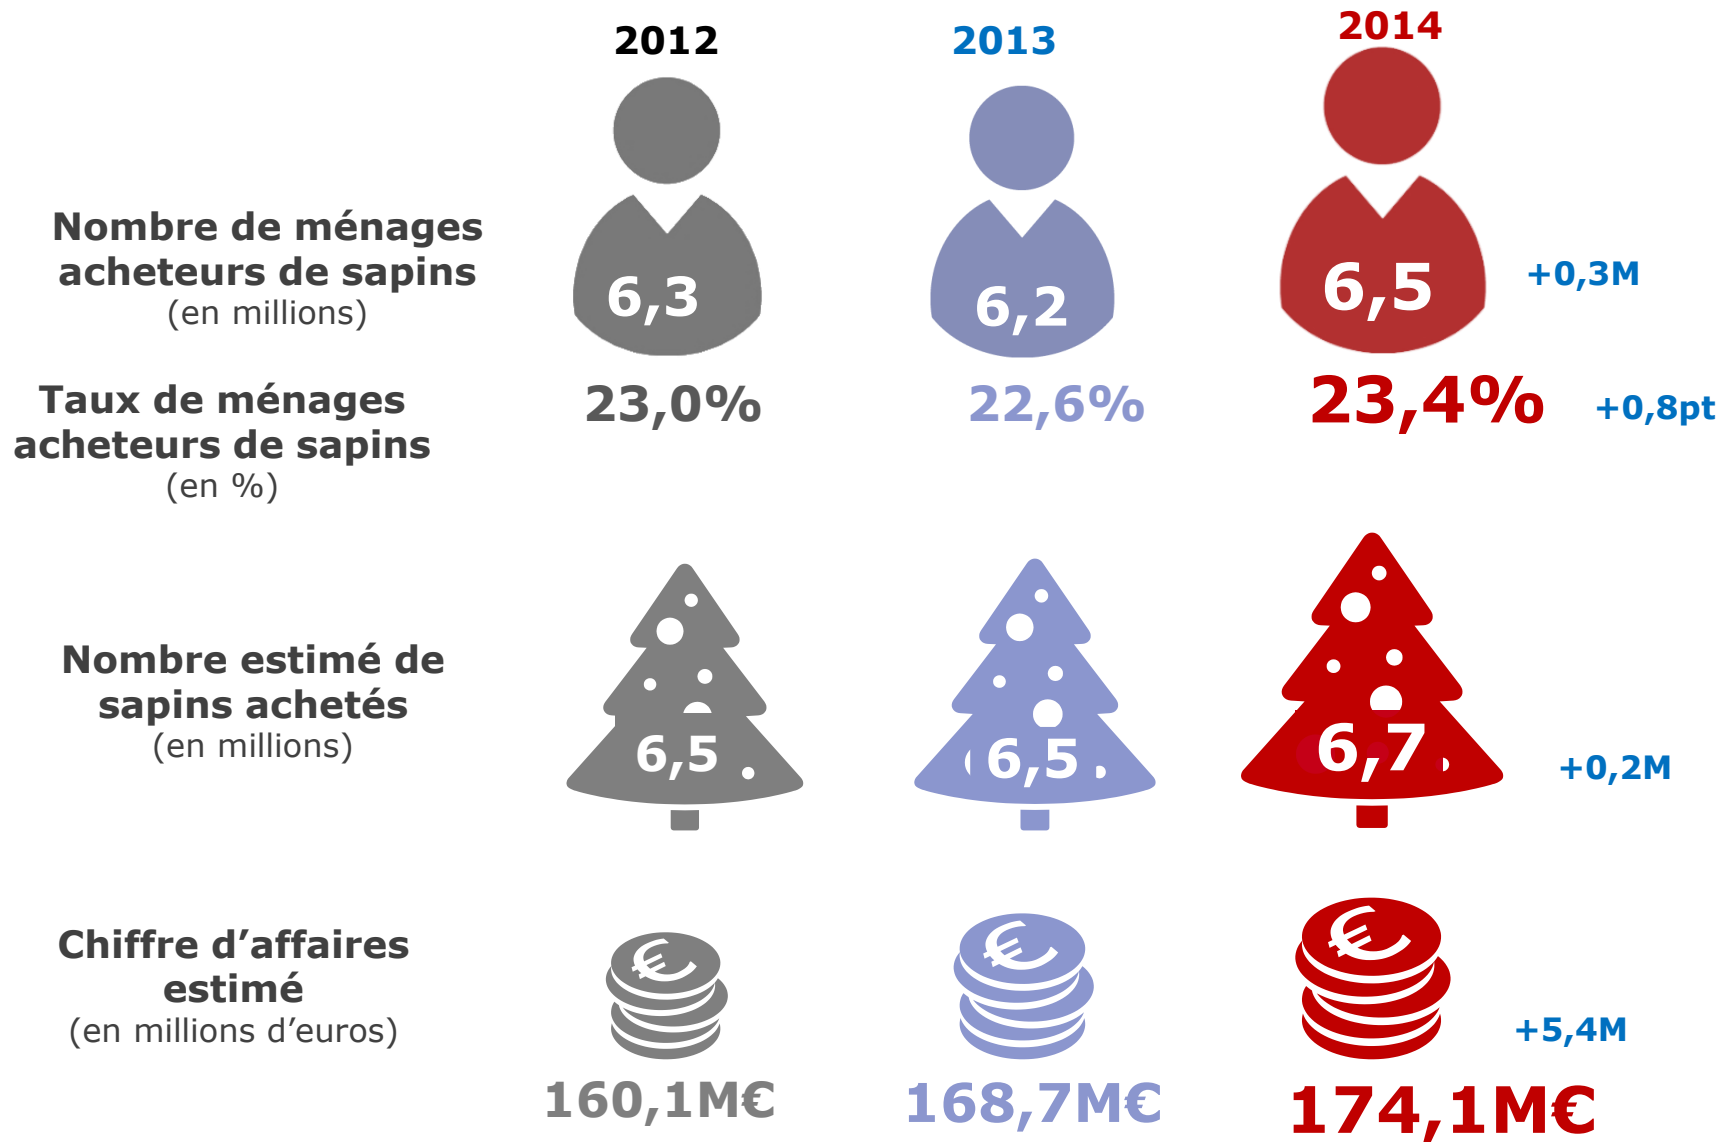 2012
2013
2014
Nombre de ménages
acheteurs de sapins
(en millions)
6,3
6,2
6,5
+0,3M
Taux de ménages
acheteurs de sapins
(en %)
23,0%
22,6%
23,4%
+0,8pt
Nombre estimé de
sapins achetés
(en millions)
6,5
6,5
6,7
+0,2M
Chiffre d’affaires
estimé
(en millions d’euros)
€
€
€
+5,4M
160,1M€
168,7M€
174,1M€